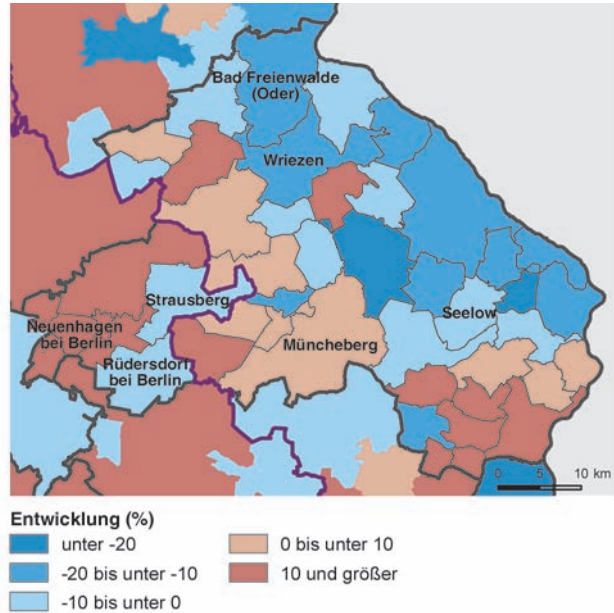 Bad Freienwalde
(Oder)
Wriezen
Strausberg
Seelow
Neuenhagen
bei Berlin
Müncheberg
Rüdersdorf
bei Berlin
0 5 10 km
Entwicklung (%)
unter -20
-20 bis unter -10
-10 bis unter 0
0 bis unter 10
10 und größer